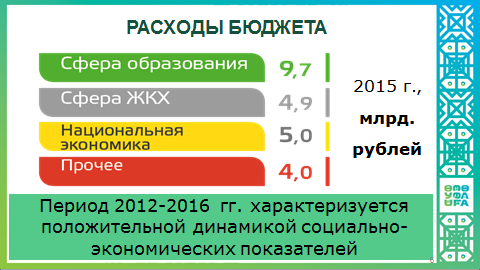 РАСХОДЫ БЮДЖЕТА
Сфера образования 9,7
Сфера ЖКХ 4,9
Национальная
экономика 5,0
Прочее 4,0
2015 г.,
млрд.
рублей
Период 2012-2016 гг. характеризуется
положительной динамикой социально-
экономических показателей